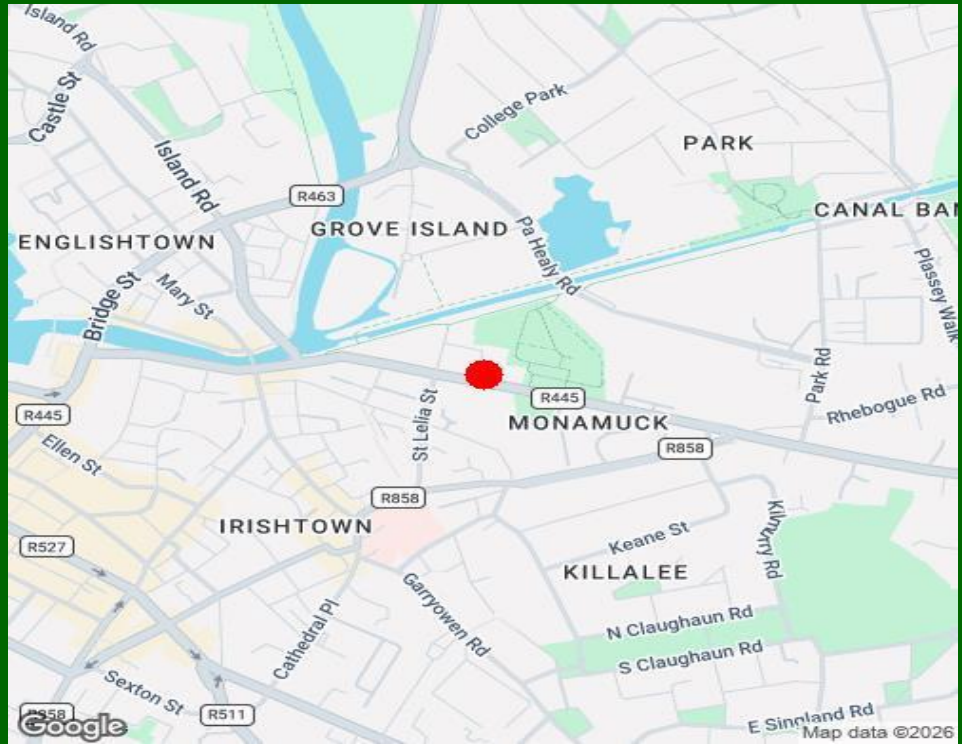 Island Rd
Castle St
College Park
PARK
Island Rd
R463
CANAL BAN
GROVE ISLAND
ENGLISHTOWN
Pa Healy Rd
Plassey Walk
Mary St
Bridge St
Park Rd
St Lelia St
R445
Rhebogue Rd
R445
MONAMUCK
R858
Ellen St
R858
IRISHTOWN
Kilmurry Rd
Keane St
R527
KILLALEE
Garryowen Rd
Cathedral Pl
N Claughaun Rd
S Claughaun Rd
Sexton St
R858
R511
E Singland Rd
Google
Map data ©2026